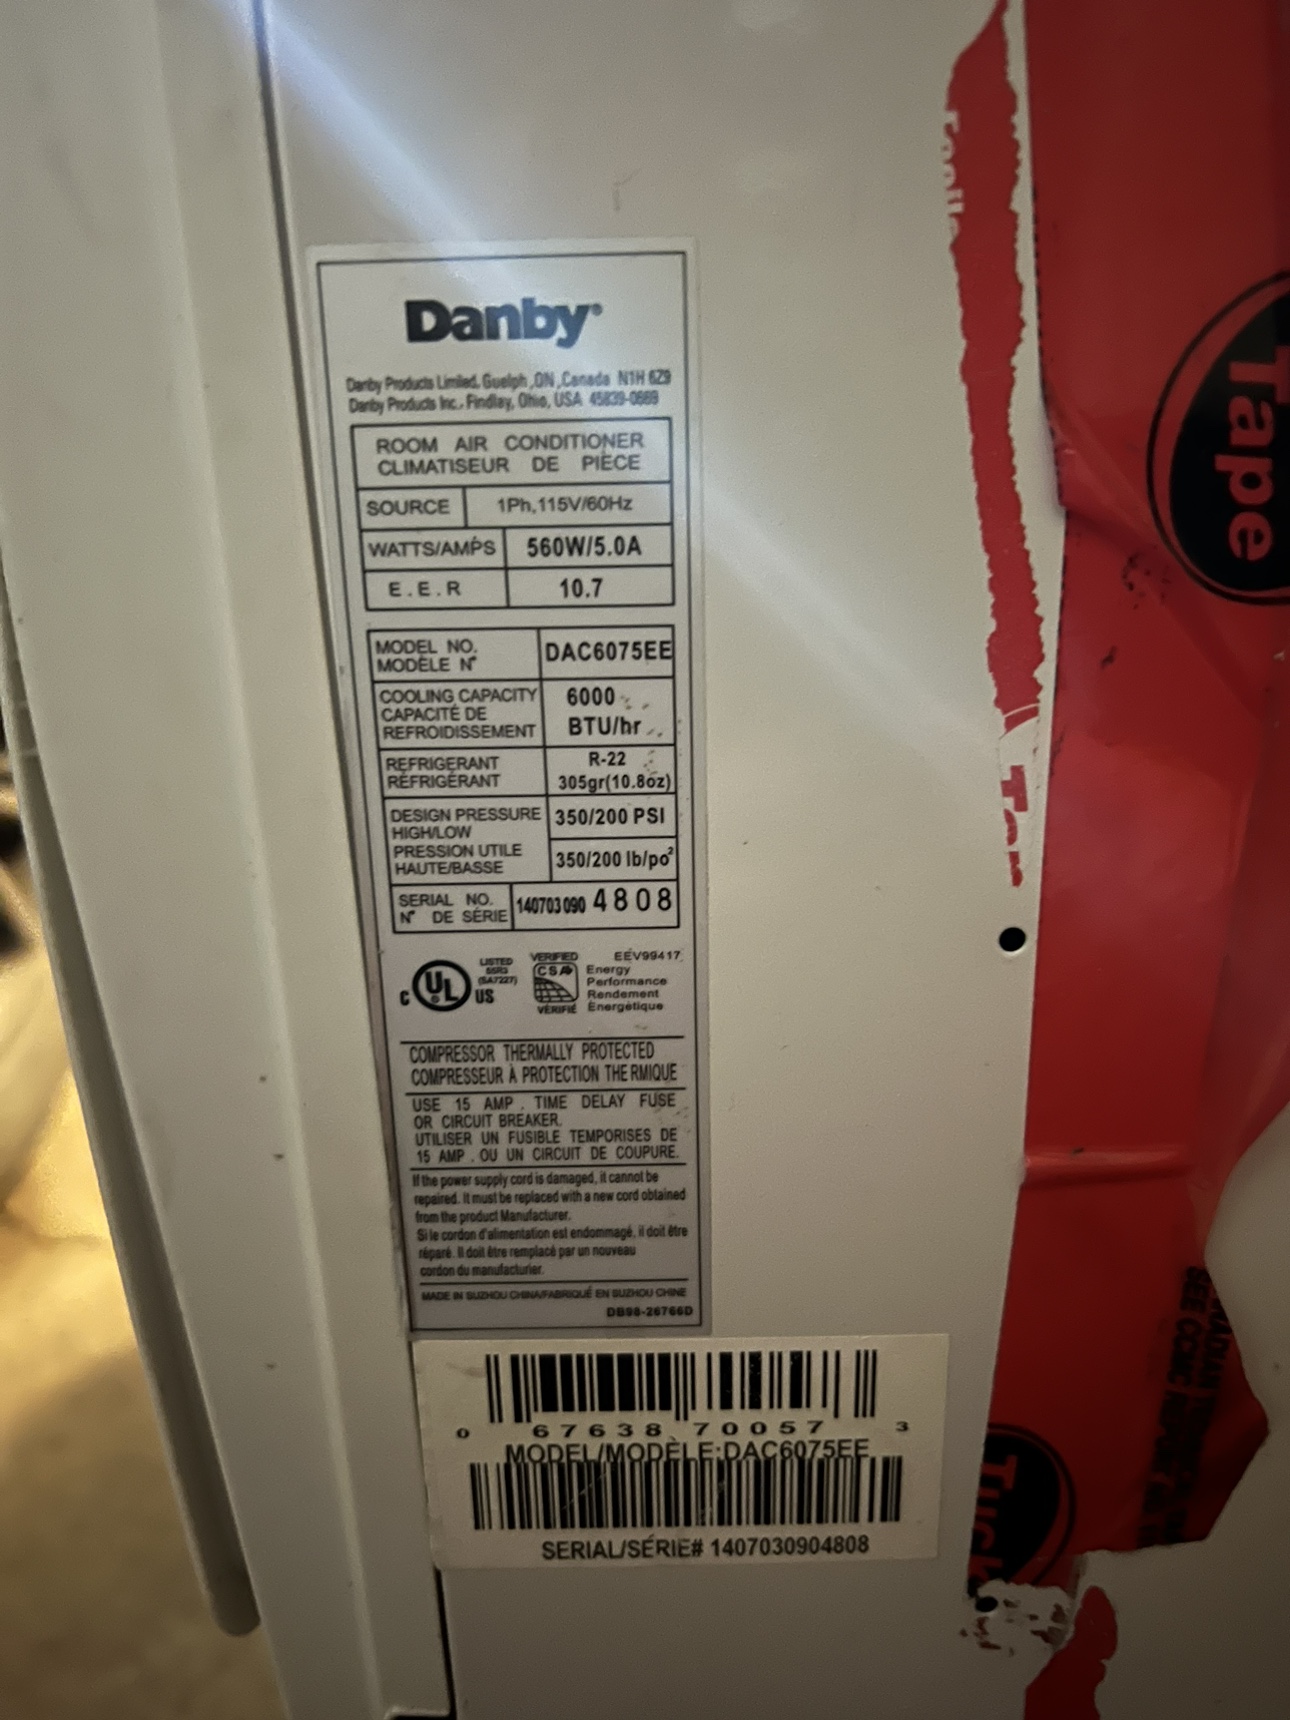 Danby®
Danby Products Limited, Guelph ,ON ,Canada N1H 6Z9
Danby Products Inc., Findlay, Ohio, USA 45839-0669
ROOM AIR CONDITIONER
CLIMATISEUR DE PIÈCE
SOURCE 1Ph,115V/60Hz
WATTS/AMPS 560W/5.0A
E.E.R 10.7
MODEL NO.
MODÈLE N° DAC6075EE
COOLING CAPACITY
CAPACITÉ DE
REFROIDISSEMENT
6000
BTU/hr
REFRIGERANT
RÉFRIGÉRANT
R-22
305gr(10.8oz)
DESIGN PRESSURE
HIGH/LOW
350/200 PSI
PRESSION UTILE
HAUTE/BASSE
350/200 lb/po²
SERIAL NO.
N° DE SÉRIE
140703090 4808
C UL® US
LISTED
(SA7227)
VERIFIED
CSA
VÉRIFIÉ
EEV99417
Energy
Performance
Rendement
Énergétique
COMPRESSOR THERMALLY PROTECTED
COMPRESSEUR À PROTECTION THE RMIQUE
USE 15 AMP . TIME DELAY FUSE
OR CIRCUIT BREAKER.
UTILISER UN FUSIBLE TEMPORISES DE
15 AMP . OU UN CIRCUIT DE COUPURE.
If the power supply cord is damaged, it cannot be
repaired. It must be replaced with a new cord obtained
from the product Manufacturer.
Si le cordon d'alimentation est endommagé, il doit être
réparé. Il doit être remplacé par un nouveau
cordon du manufacturier.
MADE IN SUZHOU CHINA/FABRIQUÉ EN SUZHOU CHINE
DB98-26766D
0 67638 70057 3
MODEL/MODÈLE:DAC6075EE
SERIAL/SÉRIE# 1407030904808
Tape
Tuck
SEE CCMC REPORT